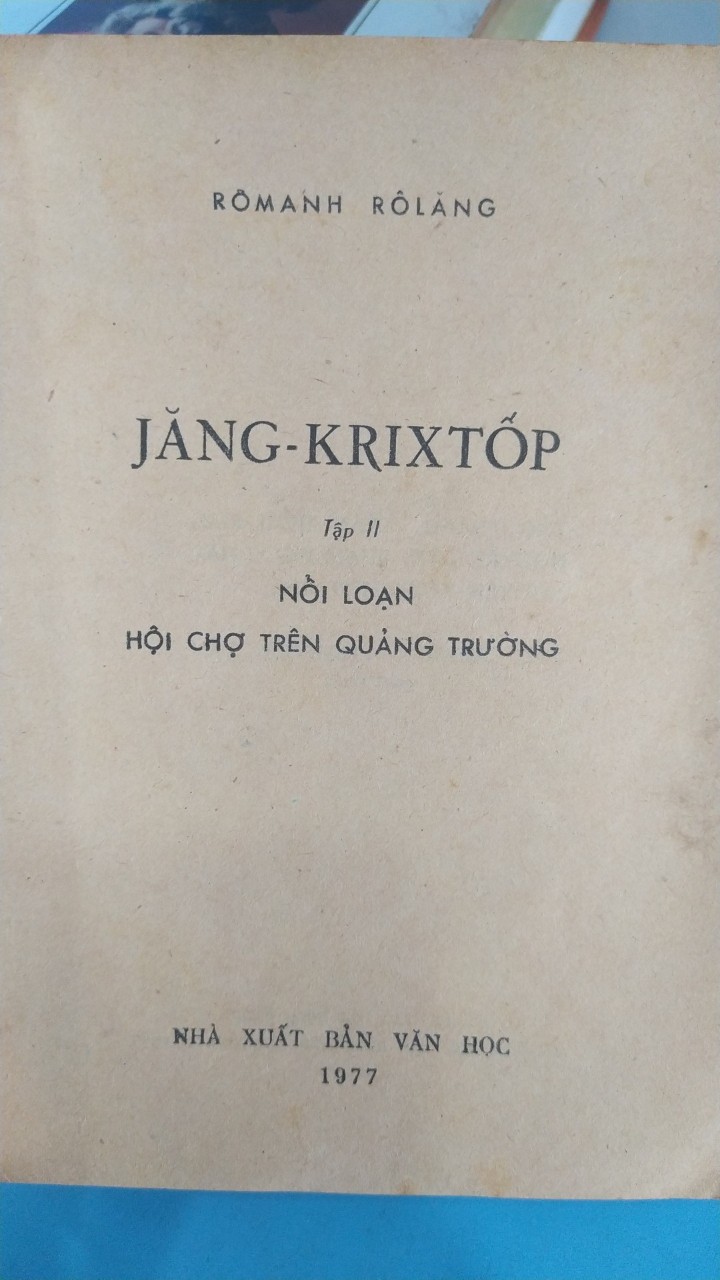 RÔMANH RÔLĂNG
JĂNG-KRIXTỐP
Tập II
NỔI LOẠN
HỘI CHỢ TRÊN QUẢNG TRƯỜNG
NHÀ XUẤT BẢN VĂN HỌC
1977